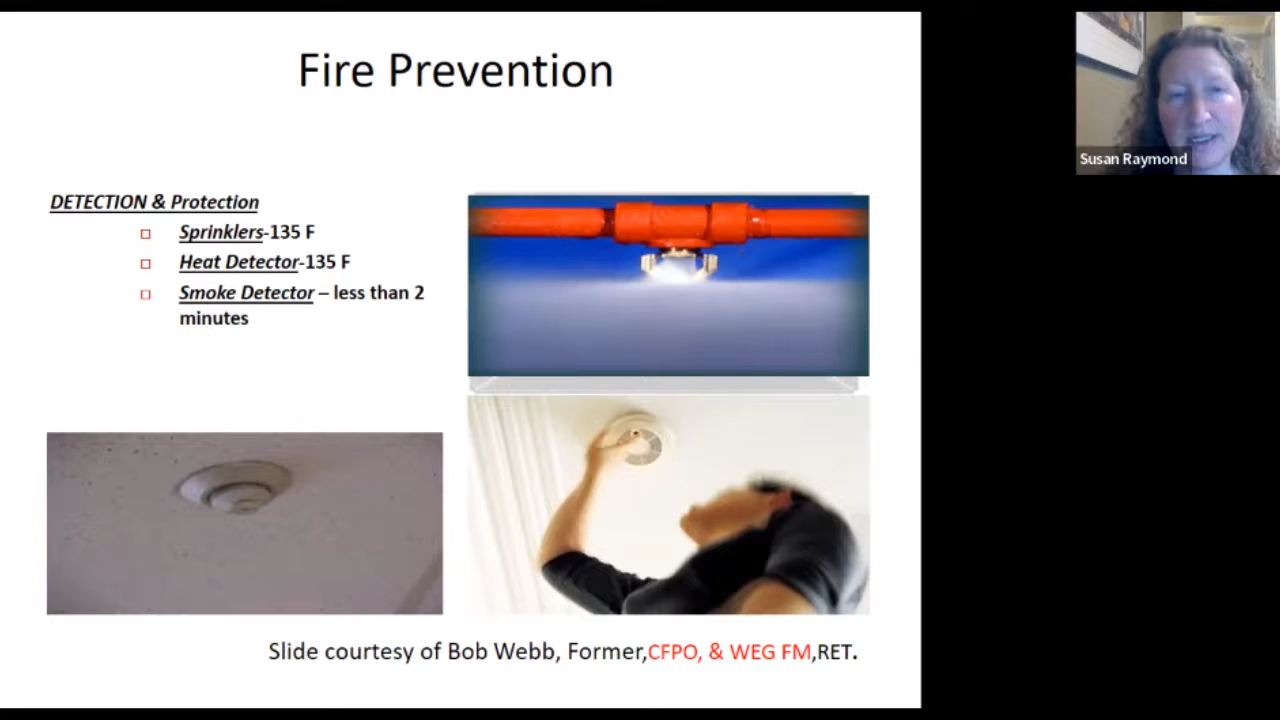 Fire Prevention
DETECTION & Protection
Sprinklers-135 F
Heat Detector-135 F
Smoke Detector – less than 2
minutes
Slide courtesy of Bob Webb, Former,CFPO, & WEG FM,RET.
Susan Raymond